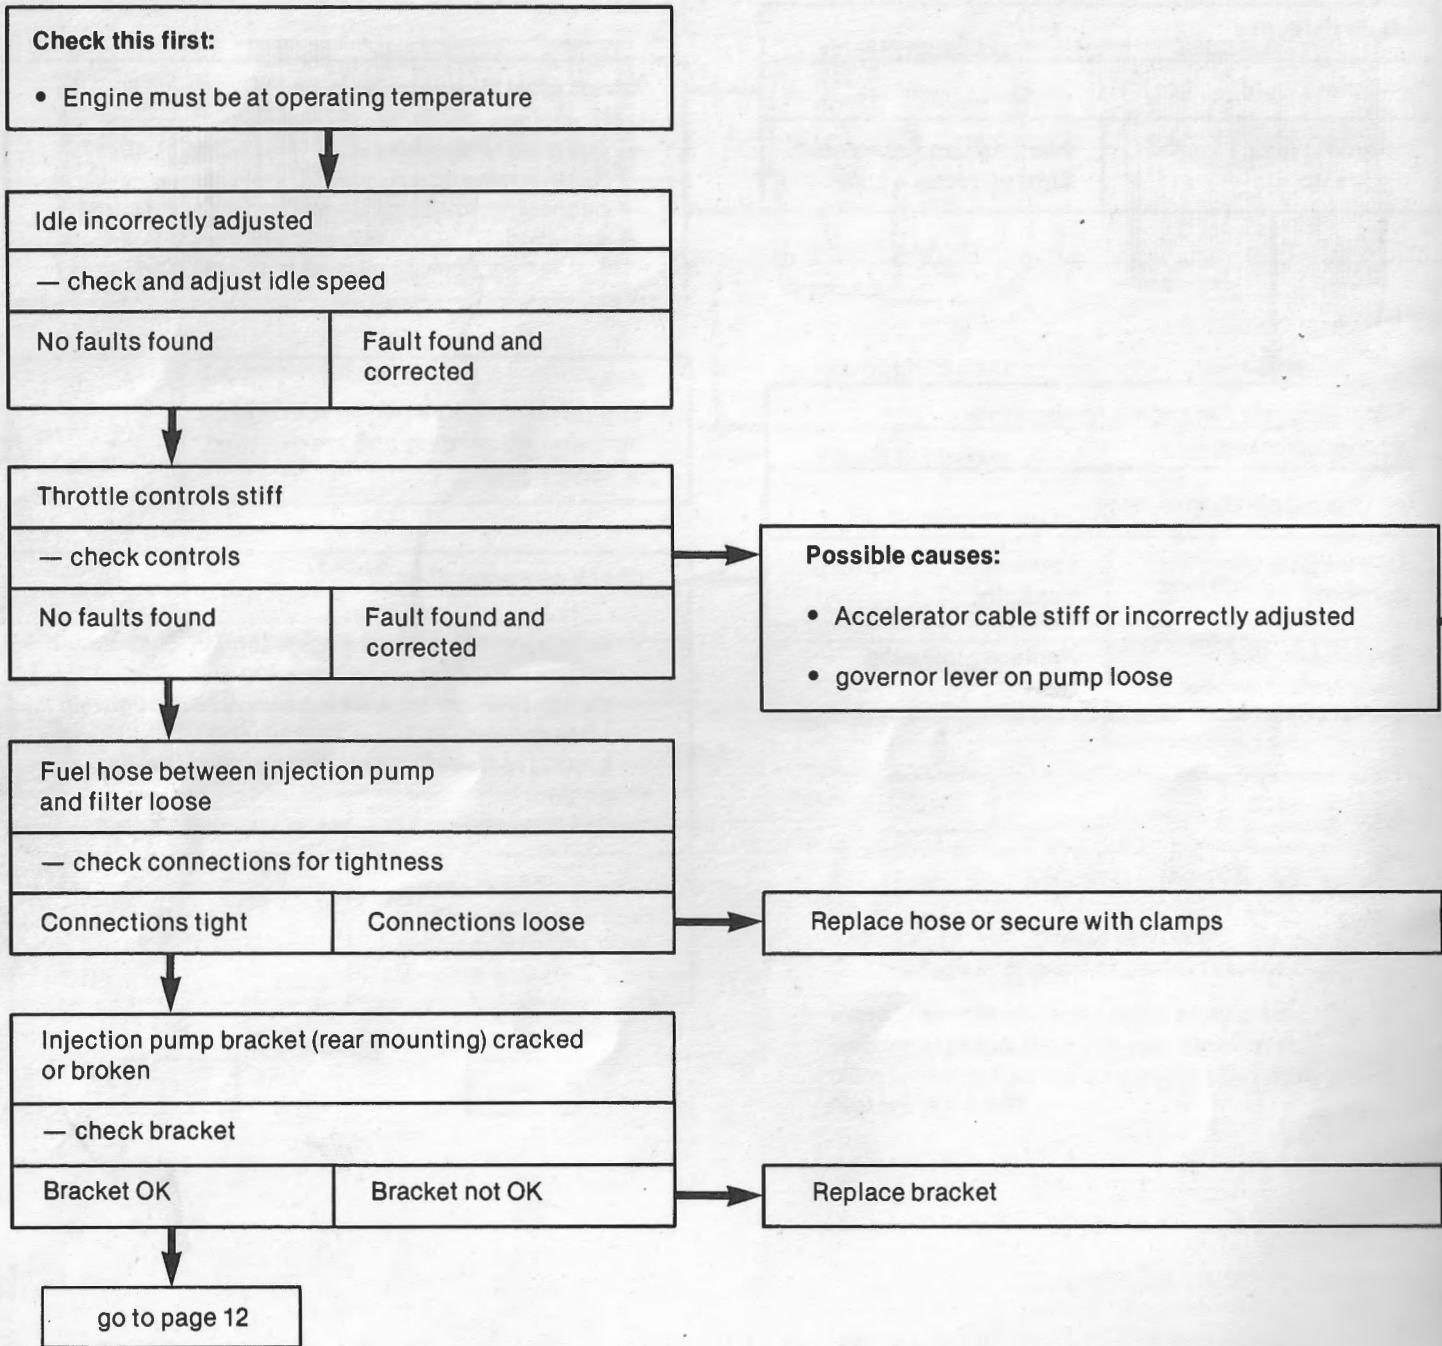 Check this first:
• Engine must be at operating temperature
Idle incorrectly adjusted
— check and adjust idle speed
No faults found
Fault found and
corrected
Throttle controls stiff
— check controls
No faults found
Fault found and
corrected
Possible causes:
• Accelerator cable stiff or incorrectly adjusted
• governor lever on pump loose
Fuel hose between injection pump
and filter loose
— check connections for tightness
Connections tight
Connections loose
Replace hose or secure with clamps
Injection pump bracket (rear mounting) cracked
or broken
— check bracket
Bracket OK
Bracket not OK
Replace bracket
go to page 12